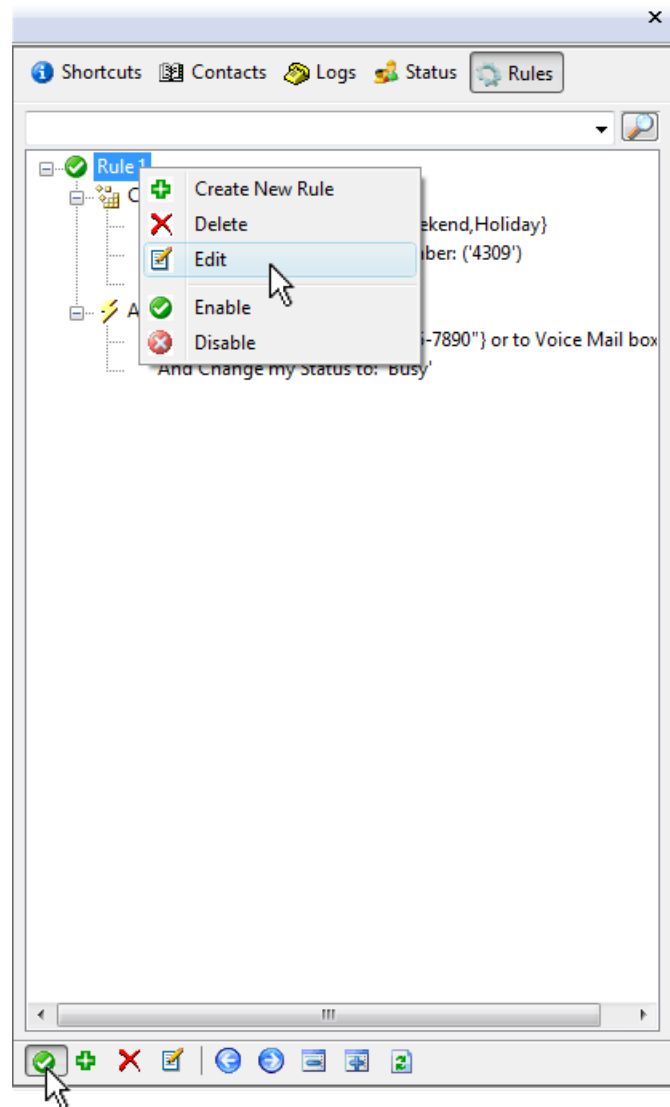 Shortcuts Contacts Logs Status Rules
Rule 1
Create New Rule
Delete
ekend,Holiday}
Edit
ber: ('4309')
Enable
Disable
-7890"} or to Voice Mail box
And Change my Status to: 'Busy'